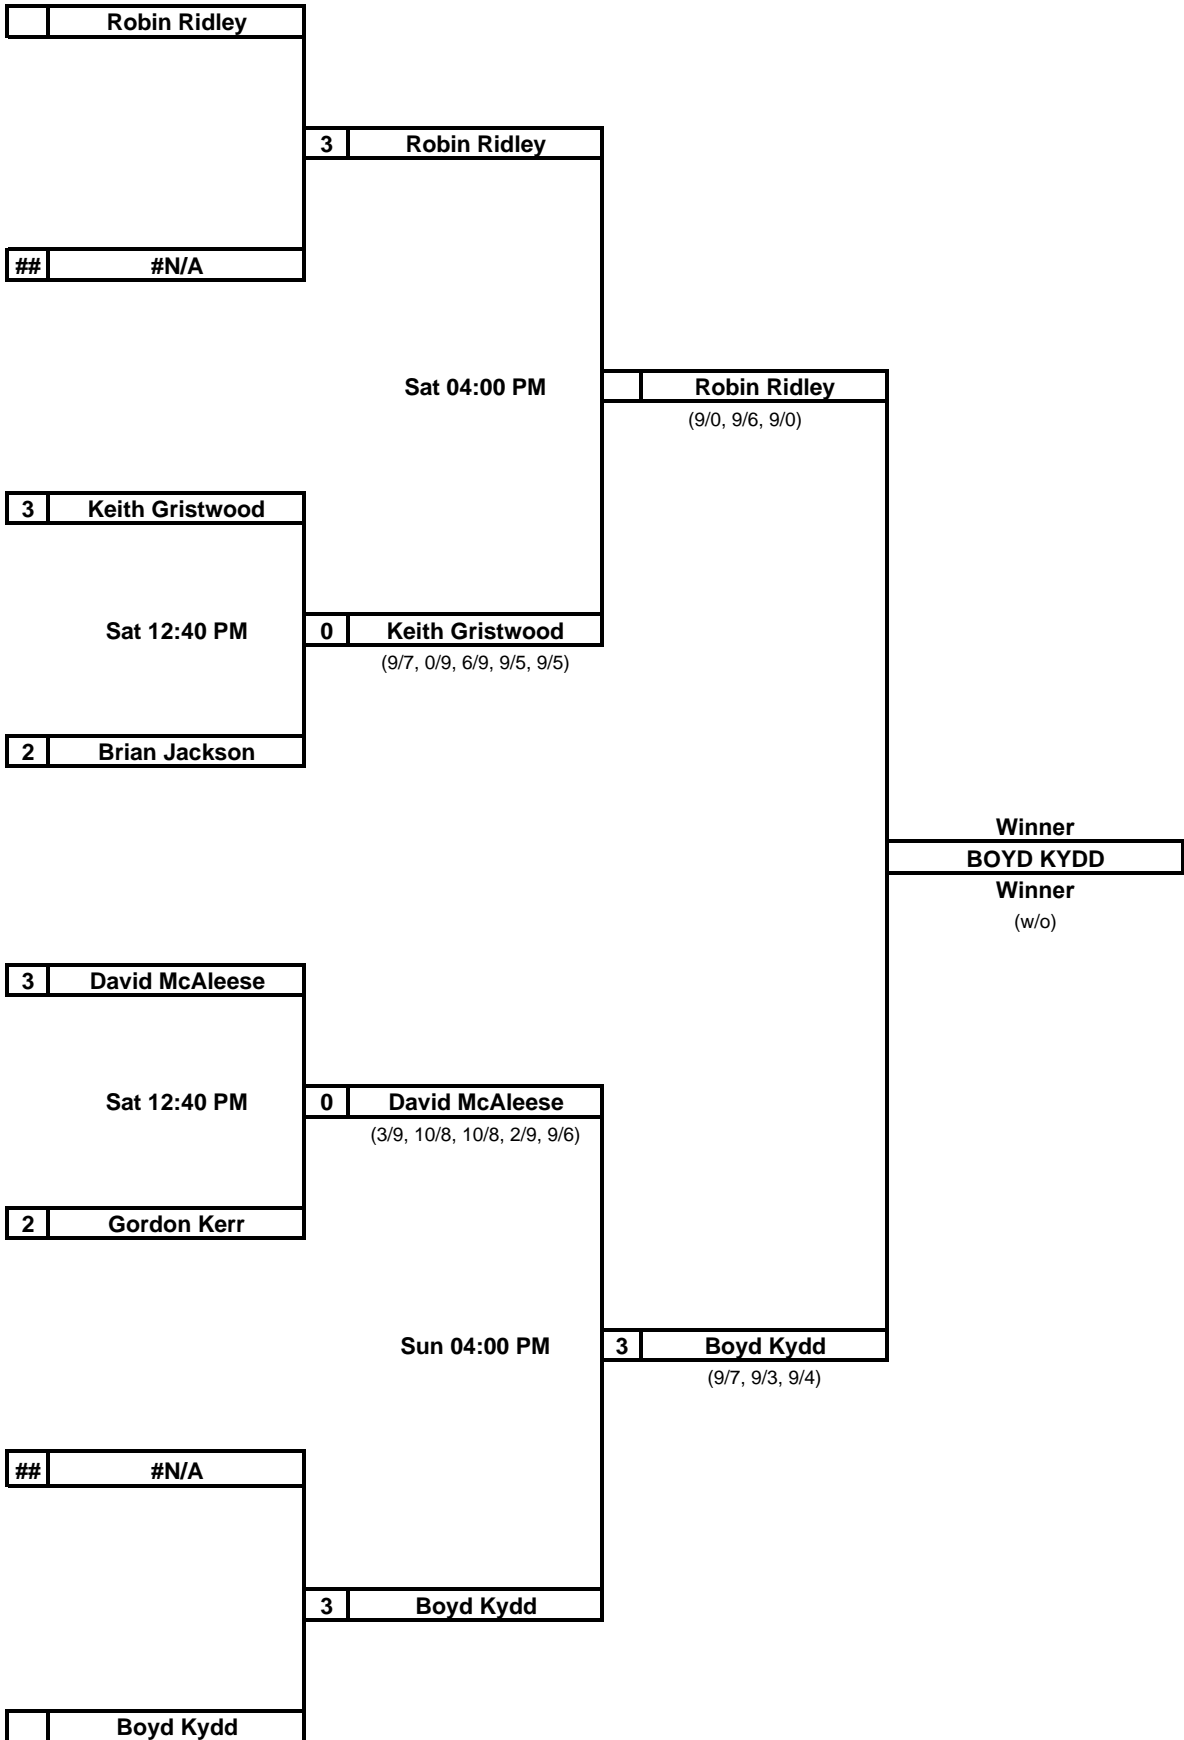 Robin Ridley
3 Robin Ridley
## #N/A
Sat 04:00 PM
Robin Ridley
(9/0, 9/6, 9/0)
3 Keith Gristwood
Sat 12:40 PM
0 Keith Gristwood
(9/7, 0/9, 6/9, 9/5, 9/5)
2 Brian Jackson
Winner
BOYD KYDD
Winner
(w/o)
3 David McAleese
Sat 12:40 PM
0 David McAleese
(3/9, 10/8, 10/8, 2/9, 9/6)
2 Gordon Kerr
Sun 04:00 PM
3 Boyd Kydd
(9/7, 9/3, 9/4)
## #N/A
3 Boyd Kydd
Boyd Kydd